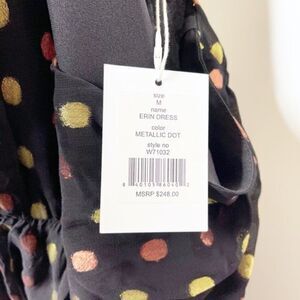 size
M
name
ERIN DRESS
color
METALLIC DOT
style no
W71032
MSRP $248.00